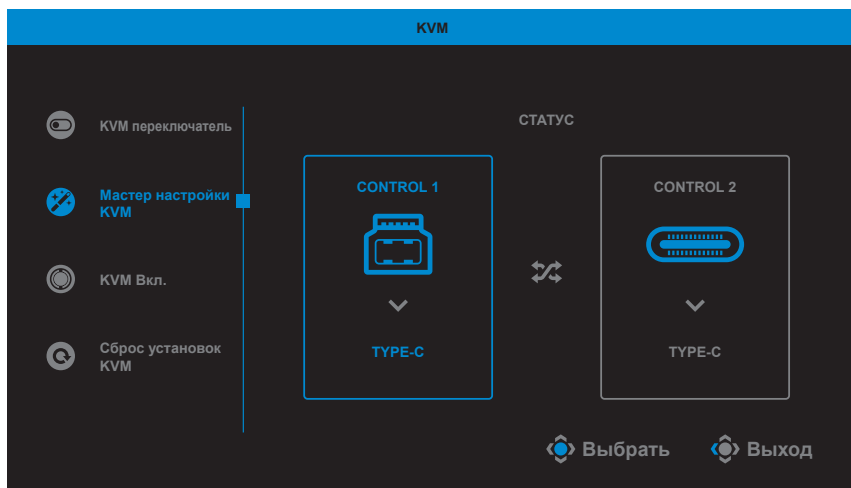 KVM
KVM переключатель
Мастер настройки
KVM
KVM Вкл.
Сброс установок
KVM
СТАТУС
CONTROL 1
TYPE-C
CONTROL 2
TYPE-C
Выбрать
Выход